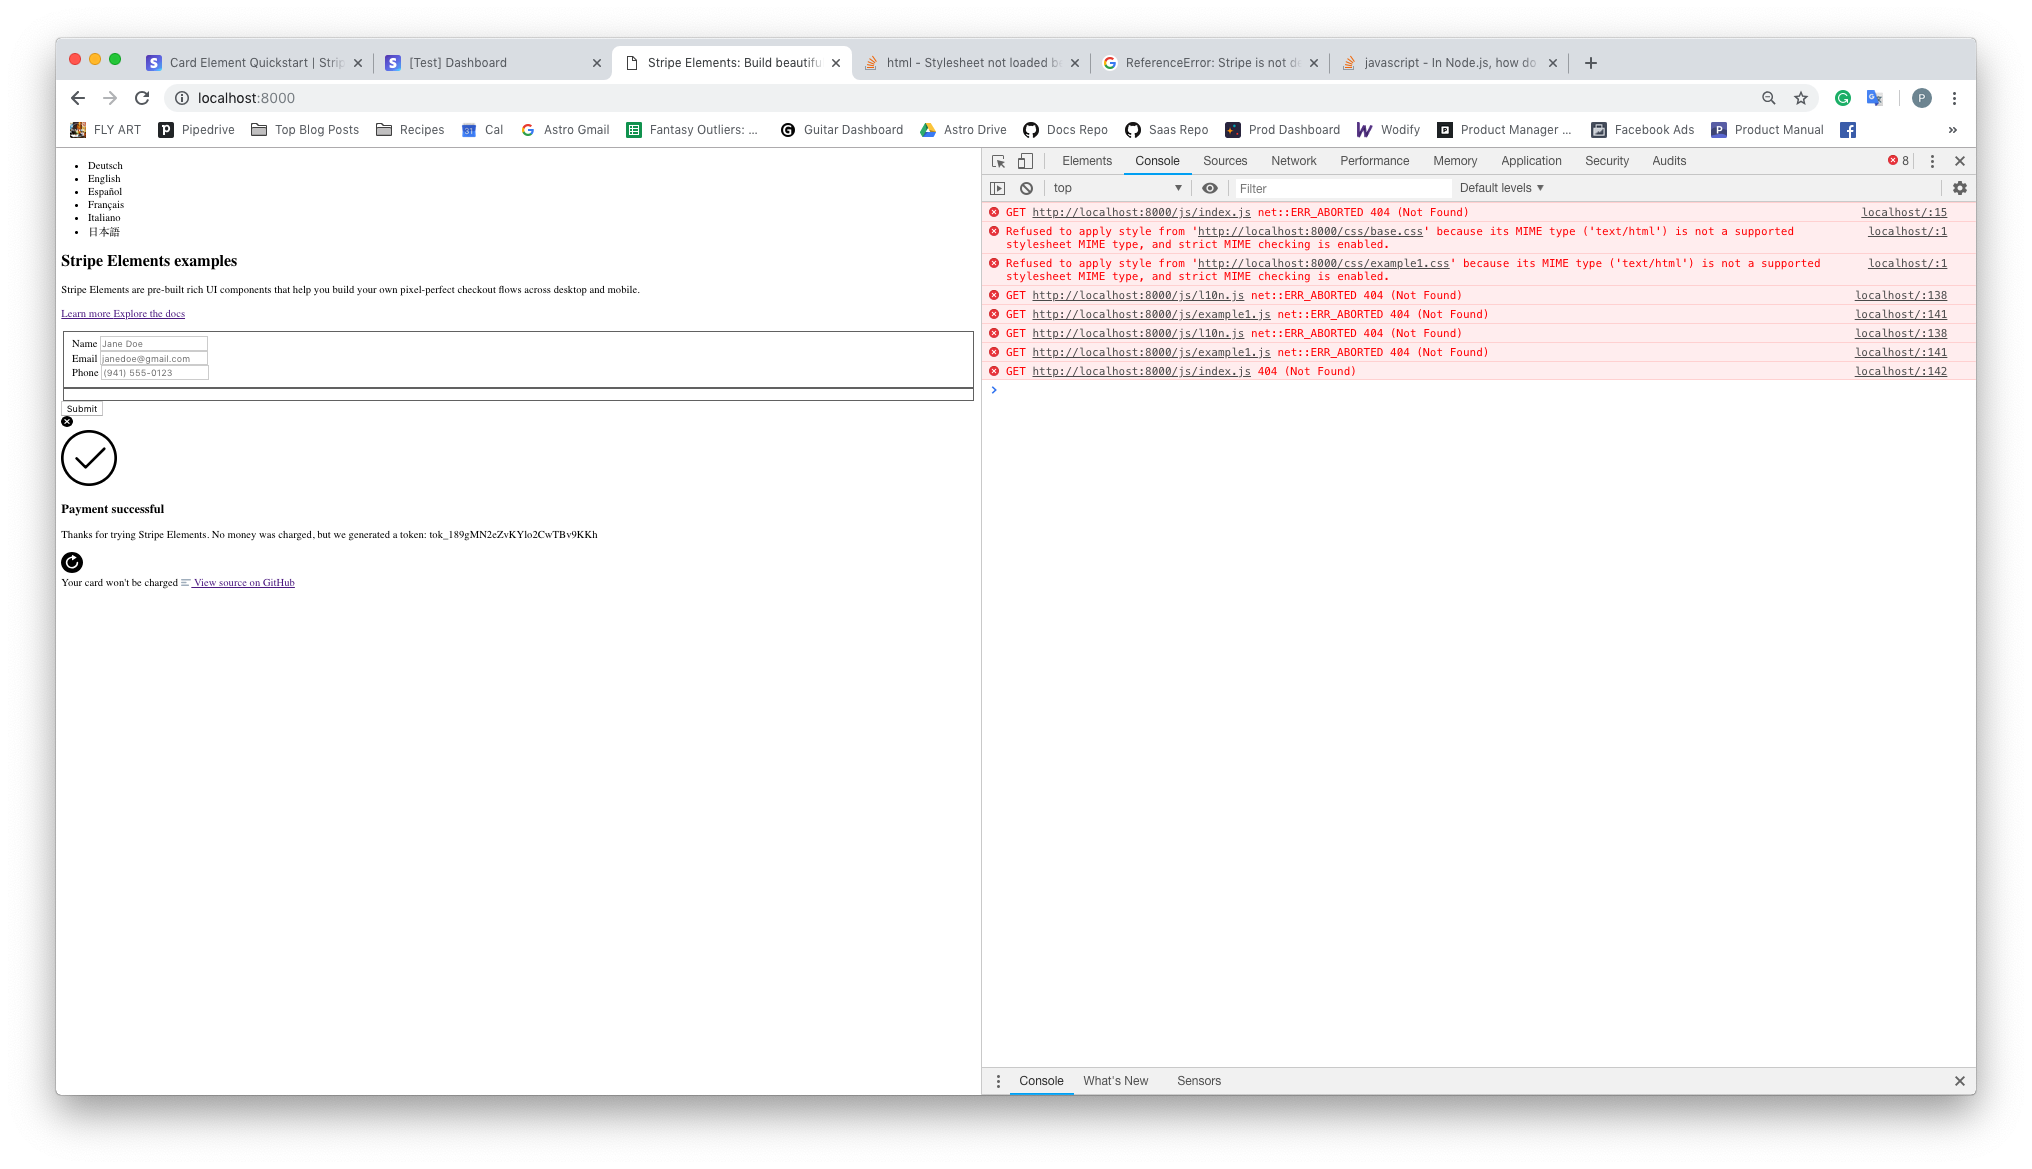 Card Element Quickstart | Strip
[Test] Dashboard
Stripe Elements: Build beautifu
html - Stylesheet not loaded be
ReferenceError: Stripe is not de
javascript - In Node.js, how do
localhost:8000
P
FLY ART
Pipedrive
Top Blog Posts
Recipes
Cal
Astro Gmail
Fantasy Outliers: ...
Guitar Dashboard
Astro Drive
Docs Repo
Saas Repo
Prod Dashboard
Wodify
Product Manager ...
Facebook Ads
Product Manual
»
Deutsch
English
Español
Français
Italiano
日本語
Stripe Elements examples
Stripe Elements are pre-built rich UI components that help you build your own pixel-perfect checkout flows across desktop and mobile.
Learn more Explore the docs
Name Jane Doe
Email janedoe@gmail.com
Phone (941) 555-0123
Submit
Payment successful
Thanks for trying Stripe Elements. No money was charged, but we generated a token: tok_189gMN2eZvKYlo2CwTBv9KKh
Your card won't be charged View source on GitHub
Elements Console Sources Network Performance Memory Application Security Audits 8
top Filter Default levels
GET http://localhost:8000/js/index.js net::ERR_ABORTED 404 (Not Found) localhost/:15
Refused to apply style from 'http://localhost:8000/css/base.css' because its MIME type ('text/html') is not a supported localhost/:1
stylesheet MIME type, and strict MIME checking is enabled.
Refused to apply style from 'http://localhost:8000/css/example1.css' because its MIME type ('text/html') is not a supported localhost/:1
stylesheet MIME type, and strict MIME checking is enabled.
GET http://localhost:8000/js/l10n.js net::ERR_ABORTED 404 (Not Found) localhost/:138
GET http://localhost:8000/js/example1.js net::ERR_ABORTED 404 (Not Found) localhost/:141
GET http://localhost:8000/js/l10n.js net::ERR_ABORTED 404 (Not Found) localhost/:138
GET http://localhost:8000/js/example1.js net::ERR_ABORTED 404 (Not Found) localhost/:141
GET http://localhost:8000/js/index.js 404 (Not Found) localhost/:142
Console What's New Sensors